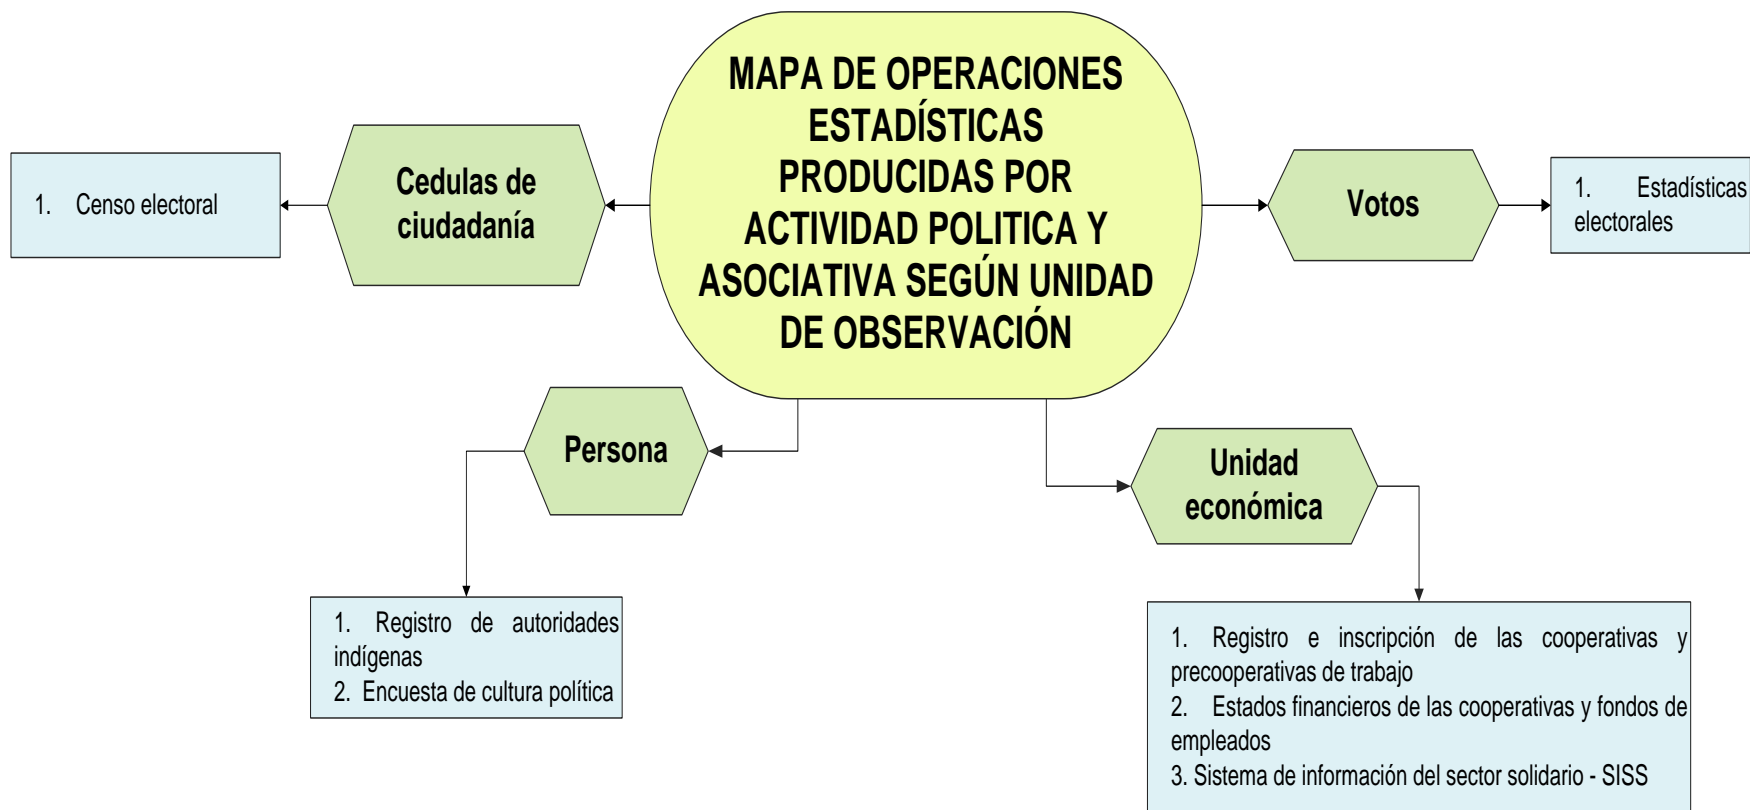 MAPA DE OPERACIONES
ESTADÍSTICAS
PRODUCIDAS POR
ACTIVIDAD POLITICA Y
ASOCIATIVA SEGÚN UNIDAD
DE OBSERVACIÓN
Cedulas de
ciudadanía
1. Censo electoral
Votos
1. Estadísticas
electorales
Persona
1. Registro de autoridades
indígenas
2. Encuesta de cultura política
Unidad
económica
1. Registro e inscripción de las cooperativas y
precooperativas de trabajo
2. Estados financieros de las cooperativas y fondos de
empleados
3. Sistema de información del sector solidario - SISS